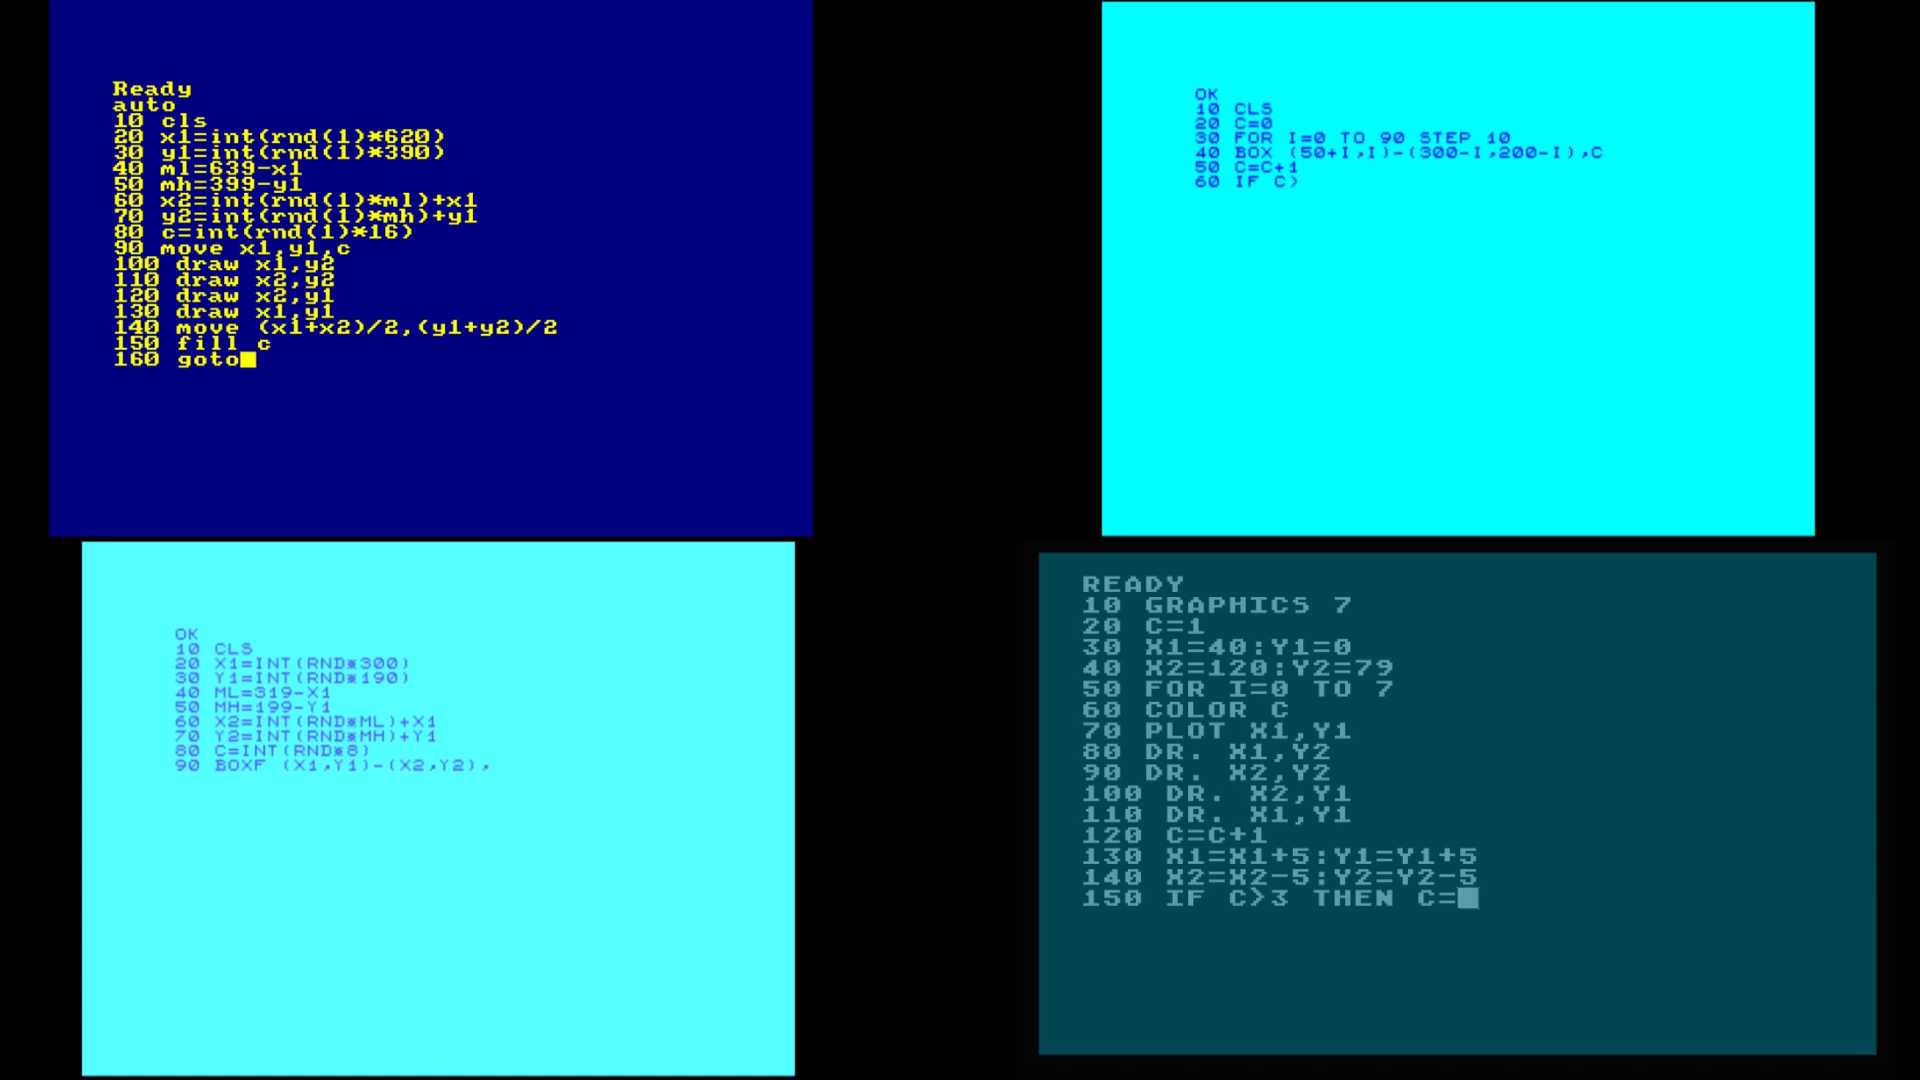 Ready
auto
10 cls
20 x1=int(rnd(1)*620)
30 y1=int(rnd(1)*390)
40 ml=639-x1
50 mh=399-y1
60 x2=int(rnd(1)*ml)+x1
70 y2=int(rnd(1)*mh)+y1
80 c=int(rnd(1)*16)
90 move x1,y1,c
100 draw x1,y2
110 draw x2,y2
120 draw x2,y1
130 draw x1,y1
140 move (x1+x2)/2,(y1+y2)/2
150 fill c
160 goto
OK
10 CLS
20 C=0
30 FOR I=0 TO 90 STEP 10
40 BOX (50+I,I)-(300-I,200-I),C
50 C=C+1
60 IF C>
OK
10 CLS
20 X1=INT(RND*300)
30 Y1=INT(RND*190)
40 ML=319-X1
50 MH=199-Y1
60 X2=INT(RND*ML)+X1
70 Y2=INT(RND*MH)+Y1
80 C=INT(RND*8)
90 BOXF (X1,Y1)-(X2,Y2),
READY
10 GRAPHICS 7
20 C=1
30 X1=40:Y1=0
40 X2=120:Y2=79
50 FOR I=0 TO 7
60 COLOR C
70 PLOT X1,Y1
80 DR. X1,Y2
90 DR. X2,Y2
100 DR. X2,Y1
110 DR. X1,Y1
120 C=C+1
130 X1=X1+5:Y1=Y1+5
140 X2=X2-5:Y2=Y2-5
150 IF C>3 THEN C=